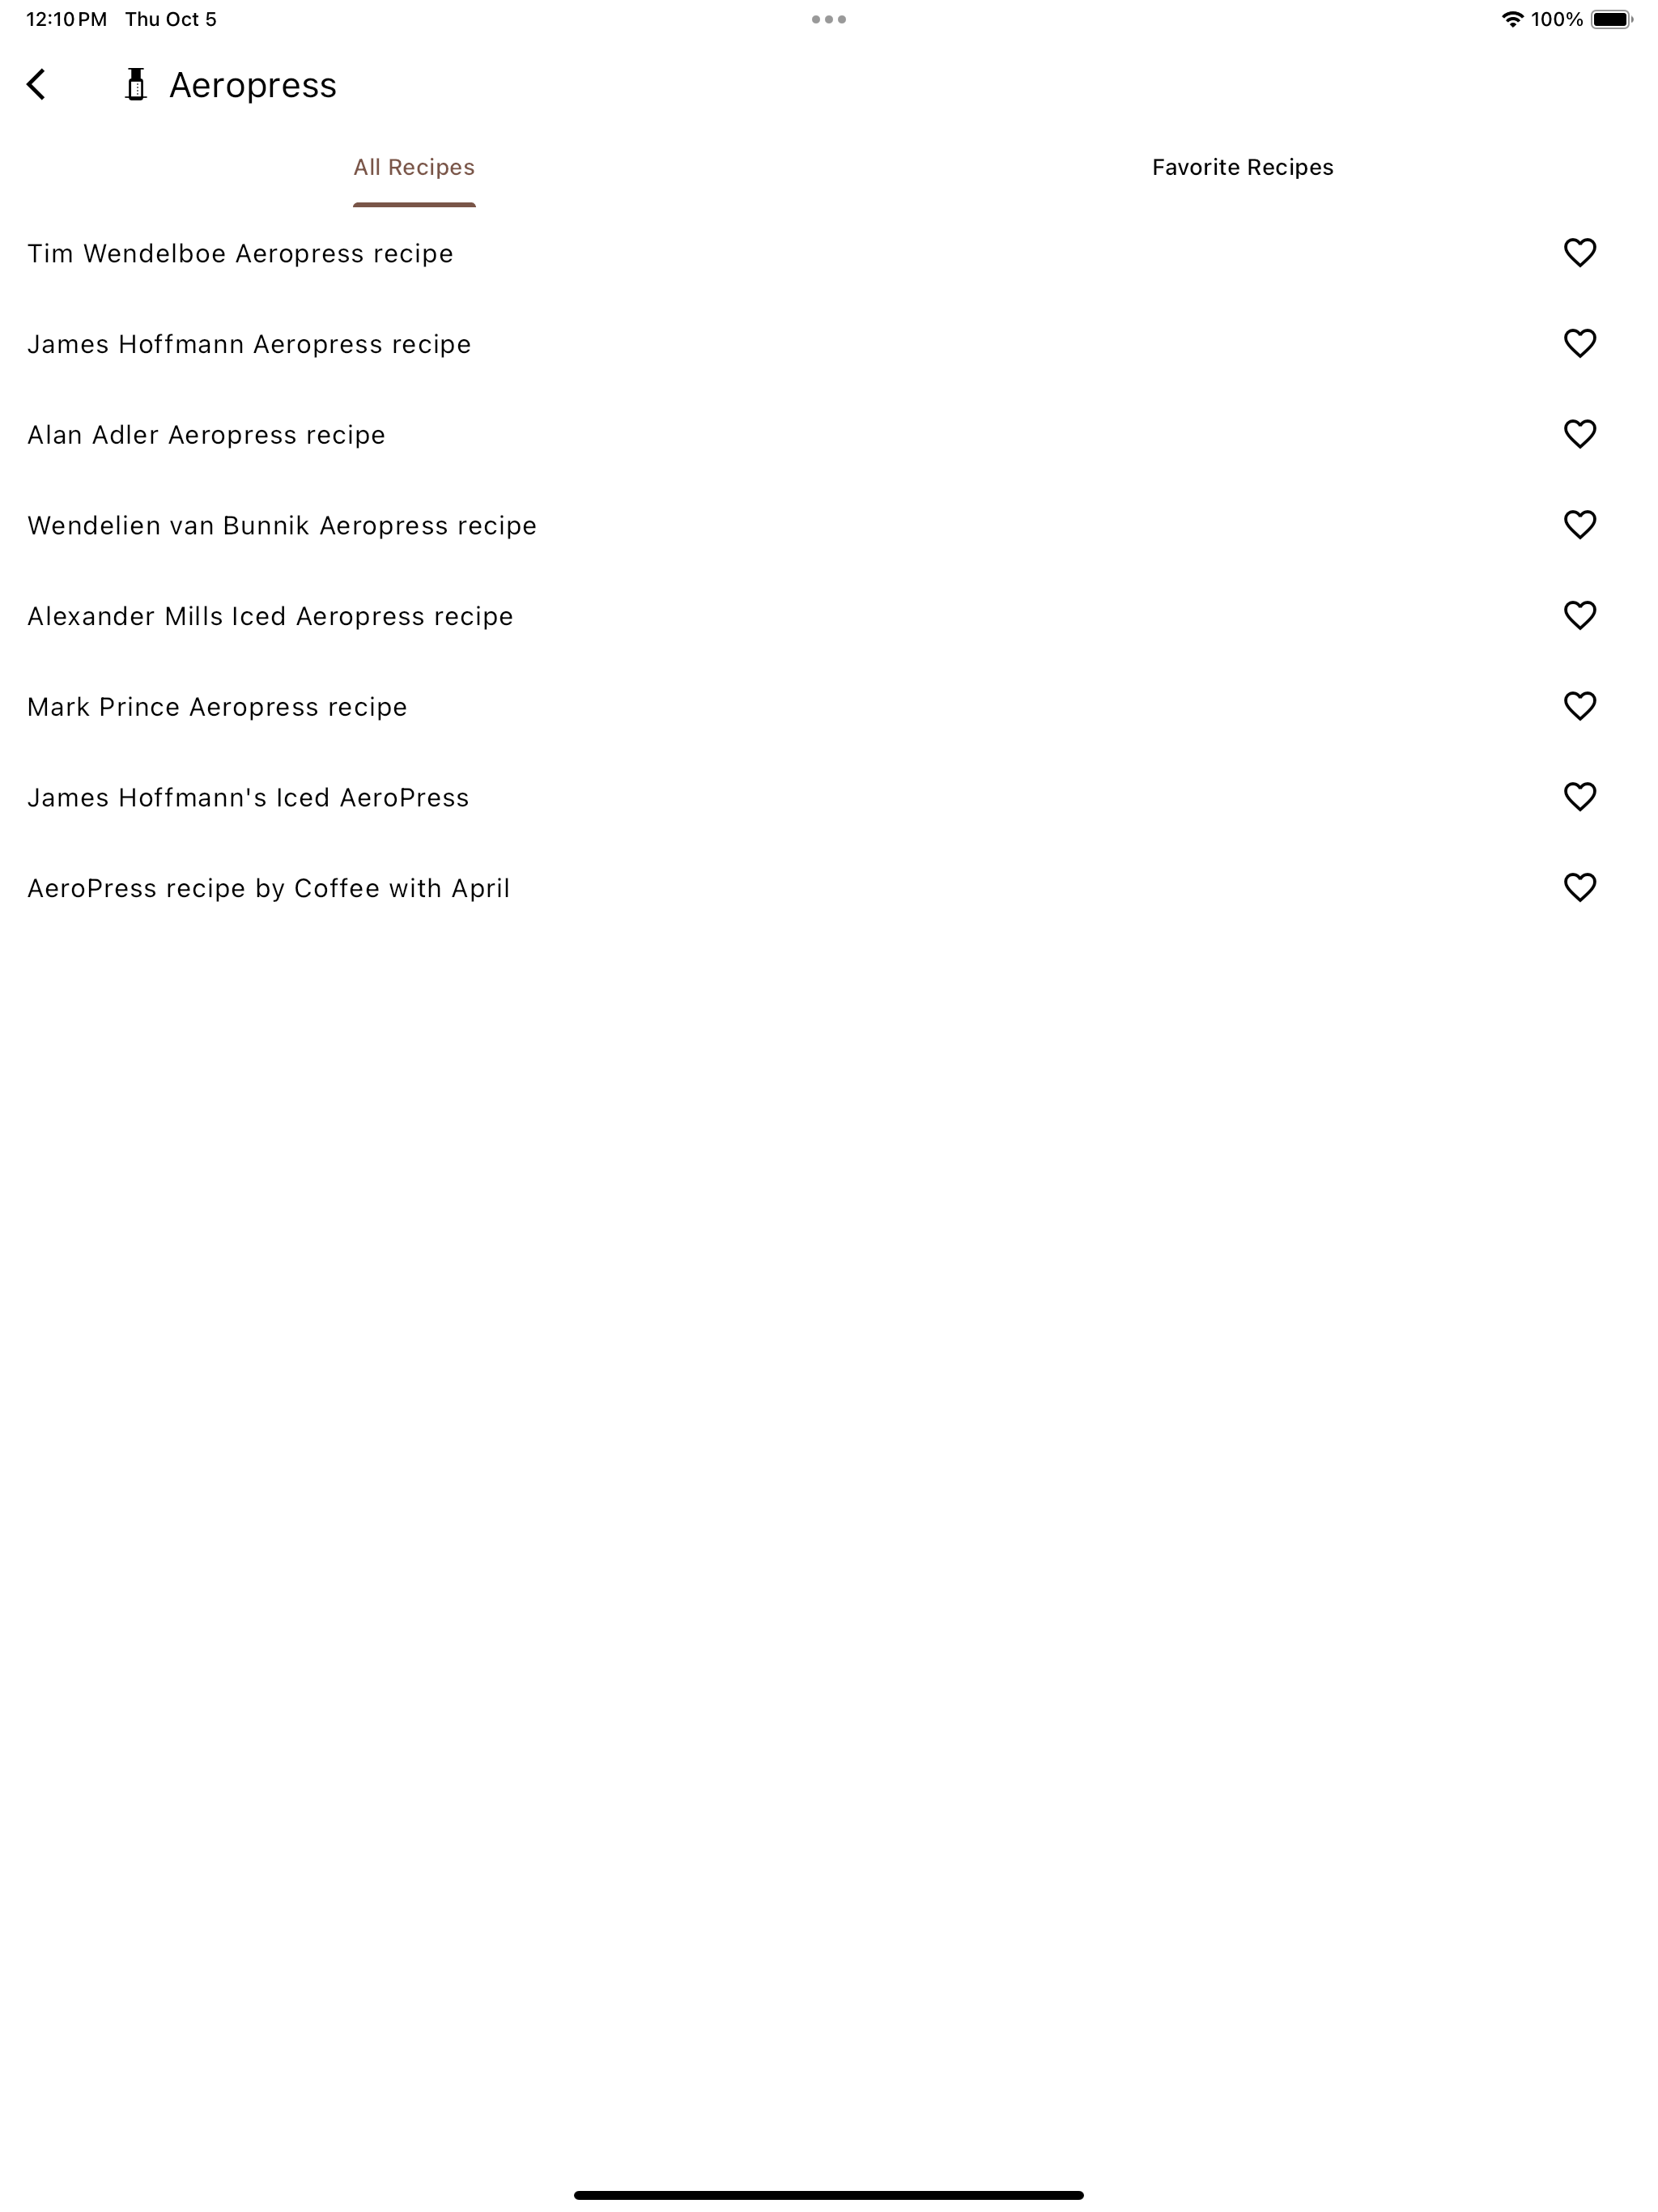 12:10 PM Thu Oct 5 100%
Aeropress
All Recipes Favorite Recipes
Tim Wendelboe Aeropress recipe
James Hoffmann Aeropress recipe
Alan Adler Aeropress recipe
Wendelien van Bunnik Aeropress recipe
Alexander Mills Iced Aeropress recipe
Mark Prince Aeropress recipe
James Hoffmann's Iced AeroPress
AeroPress recipe by Coffee with April